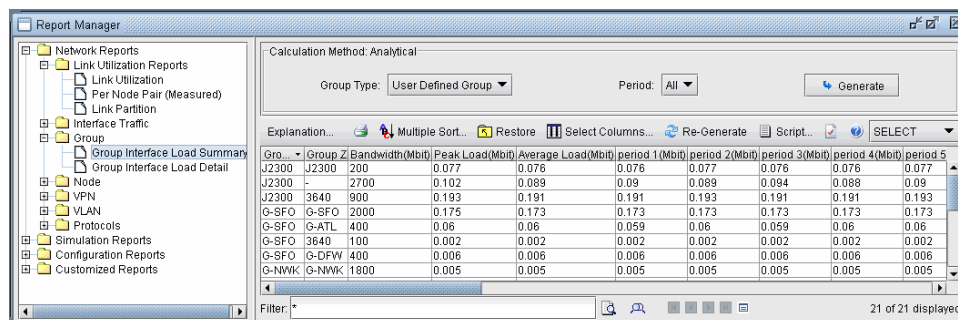 Report Manager
Network Reports
Link Utilization Reports
Link Utilization
Per Node Pair (Measured)
Link Partition
Interface Traffic
Group
Group Interface Load Summary
Group Interface Load Detail
Node
VPN
VLAN
Protocols
Simulation Reports
Configuration Reports
Customized Reports
Calculation Method: Analytical
Group Type: User Defined Group Period: All Generate
Explanation... Multiple Sort... Restore Select Columns... Re-Generate Script... SELECT
Gro... Group Z Bandwidth(Mbit) Peak Load(Mbit) Average Load(Mbit) period 1(Mbit) period 2(Mbit) period 3(Mbit) period 4(Mbit) period 5
J2300 J2300 200 0.077 0.076 0.076 0.077 0.076 0.076 0.077
J2300 - 2700 0.102 0.089 0.09 0.089 0.094 0.088 0.09
J2300 3640 900 0.193 0.191 0.191 0.193 0.191 0.191 0.193
G-SFO G-SFO 2000 0.175 0.173 0.173 0.173 0.173 0.173 0.173
G-SFO G-ATL 400 0.06 0.06 0.059 0.06 0.059 0.06 0.06
G-SFO 3640 100 0.002 0.002 0.002 0.002 0.002 0.002 0.002
G-SFO G-DFW 400 0.006 0.006 0.006 0.006 0.006 0.006 0.006
G-NWK G-NWK 1800 0.005 0.005 0.005 0.005 0.005 0.005 0.005
Filter: * 21 of 21 displayed